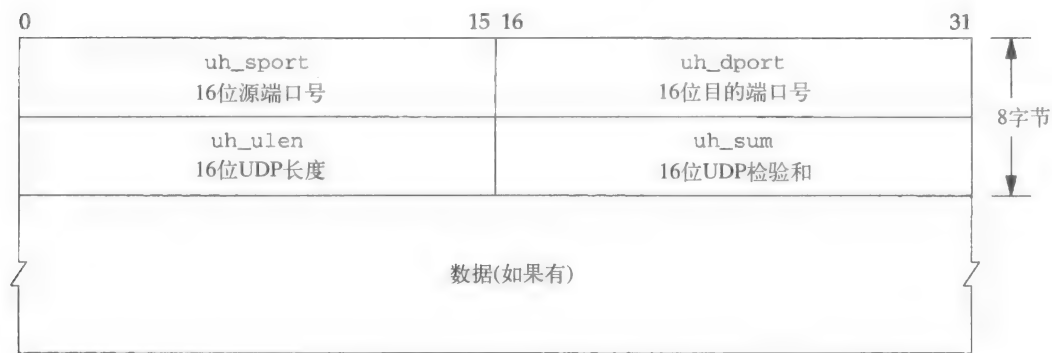 0 15 16 31
uh_sport uh_dport
16位源端口号 16位目的端口号
8字节
uh_ulen uh_sum
16位UDP长度 16位UDP检验和
数据(如果有)